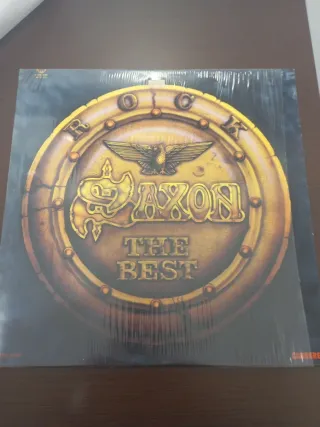 ROCK
SAXON
THE
BEST